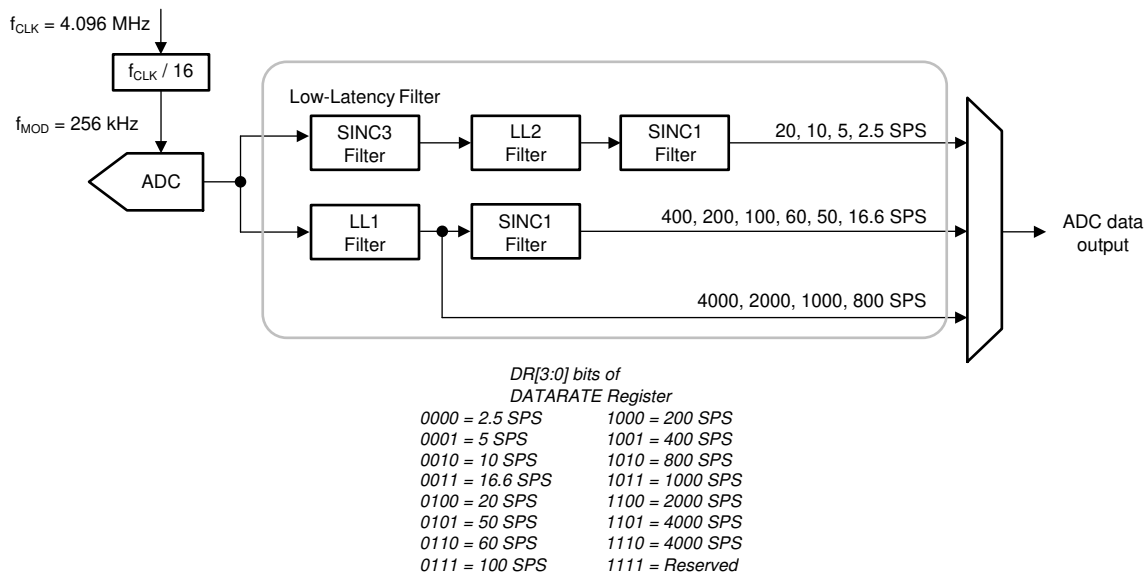 fCLK = 4.096 MHz
fCLK / 16
fMOD = 256 kHz
ADC
Low-Latency Filter
SINC3
Filter
LL2
Filter
SINC1
Filter
20, 10, 5, 2.5 SPS
LL1
Filter
SINC1
Filter
400, 200, 100, 60, 50, 16.6 SPS
4000, 2000, 1000, 800 SPS
ADC data
output
DR[3:0] bits of
DATARATE Register
0000 = 2.5 SPS
0001 = 5 SPS
0010 = 10 SPS
0011 = 16.6 SPS
0100 = 20 SPS
0101 = 50 SPS
0110 = 60 SPS
0111 = 100 SPS
1000 = 200 SPS
1001 = 400 SPS
1010 = 800 SPS
1011 = 1000 SPS
1100 = 2000 SPS
1101 = 4000 SPS
1110 = 4000 SPS
1111 = Reserved